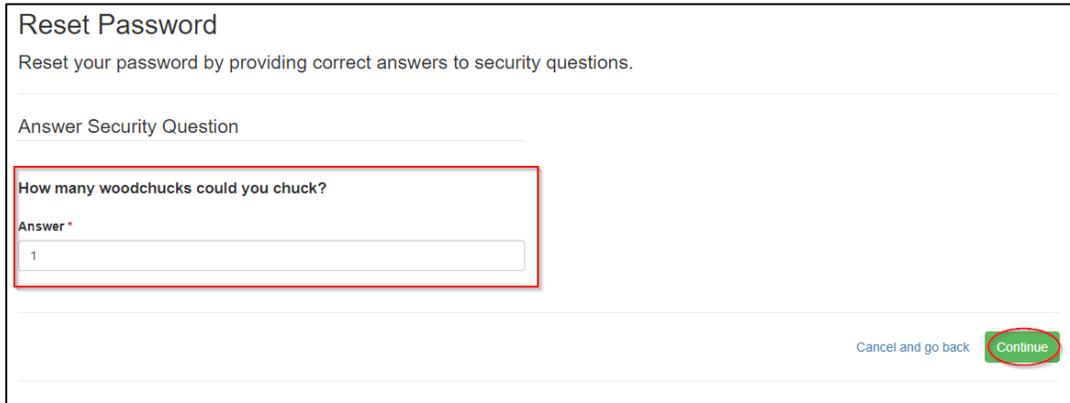 Reset Password
Reset your password by providing correct answers to security questions.
Answer Security Question
How many woodchucks could you chuck?
Answer *
1
Cancel and go back Continue